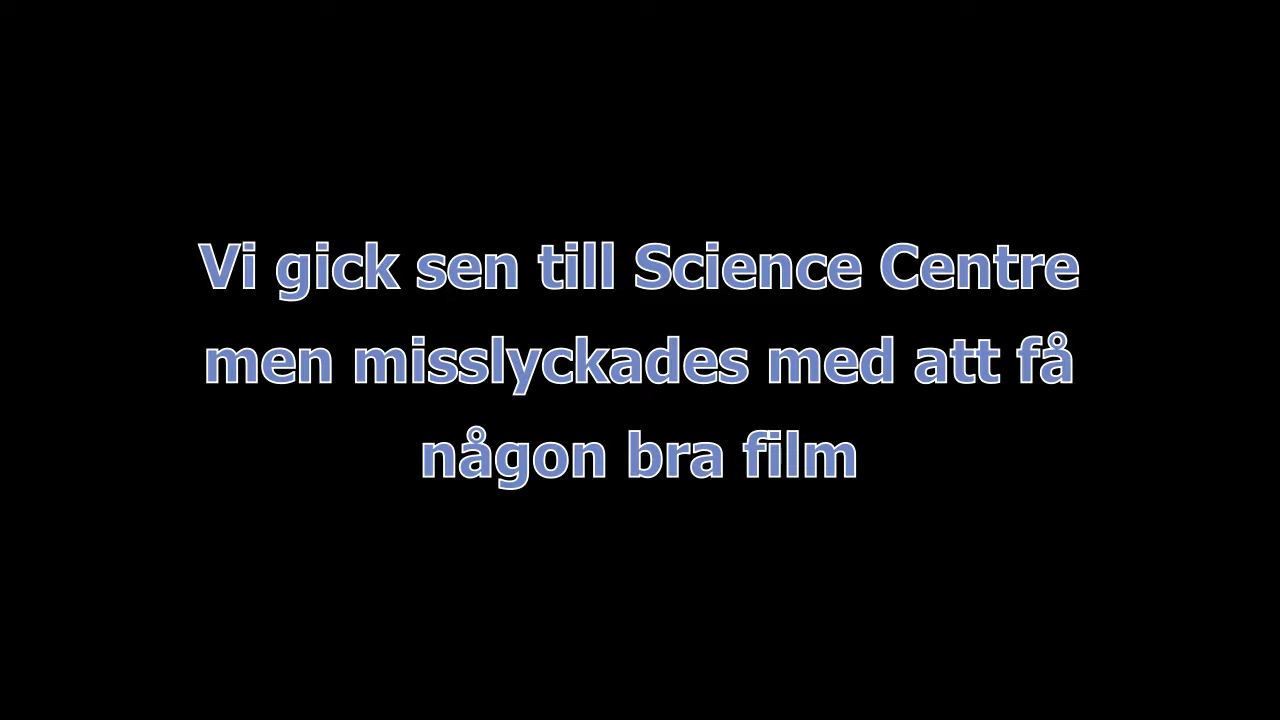 Vi gick sen till Science Centre
men misslyckades med att få
någon bra film